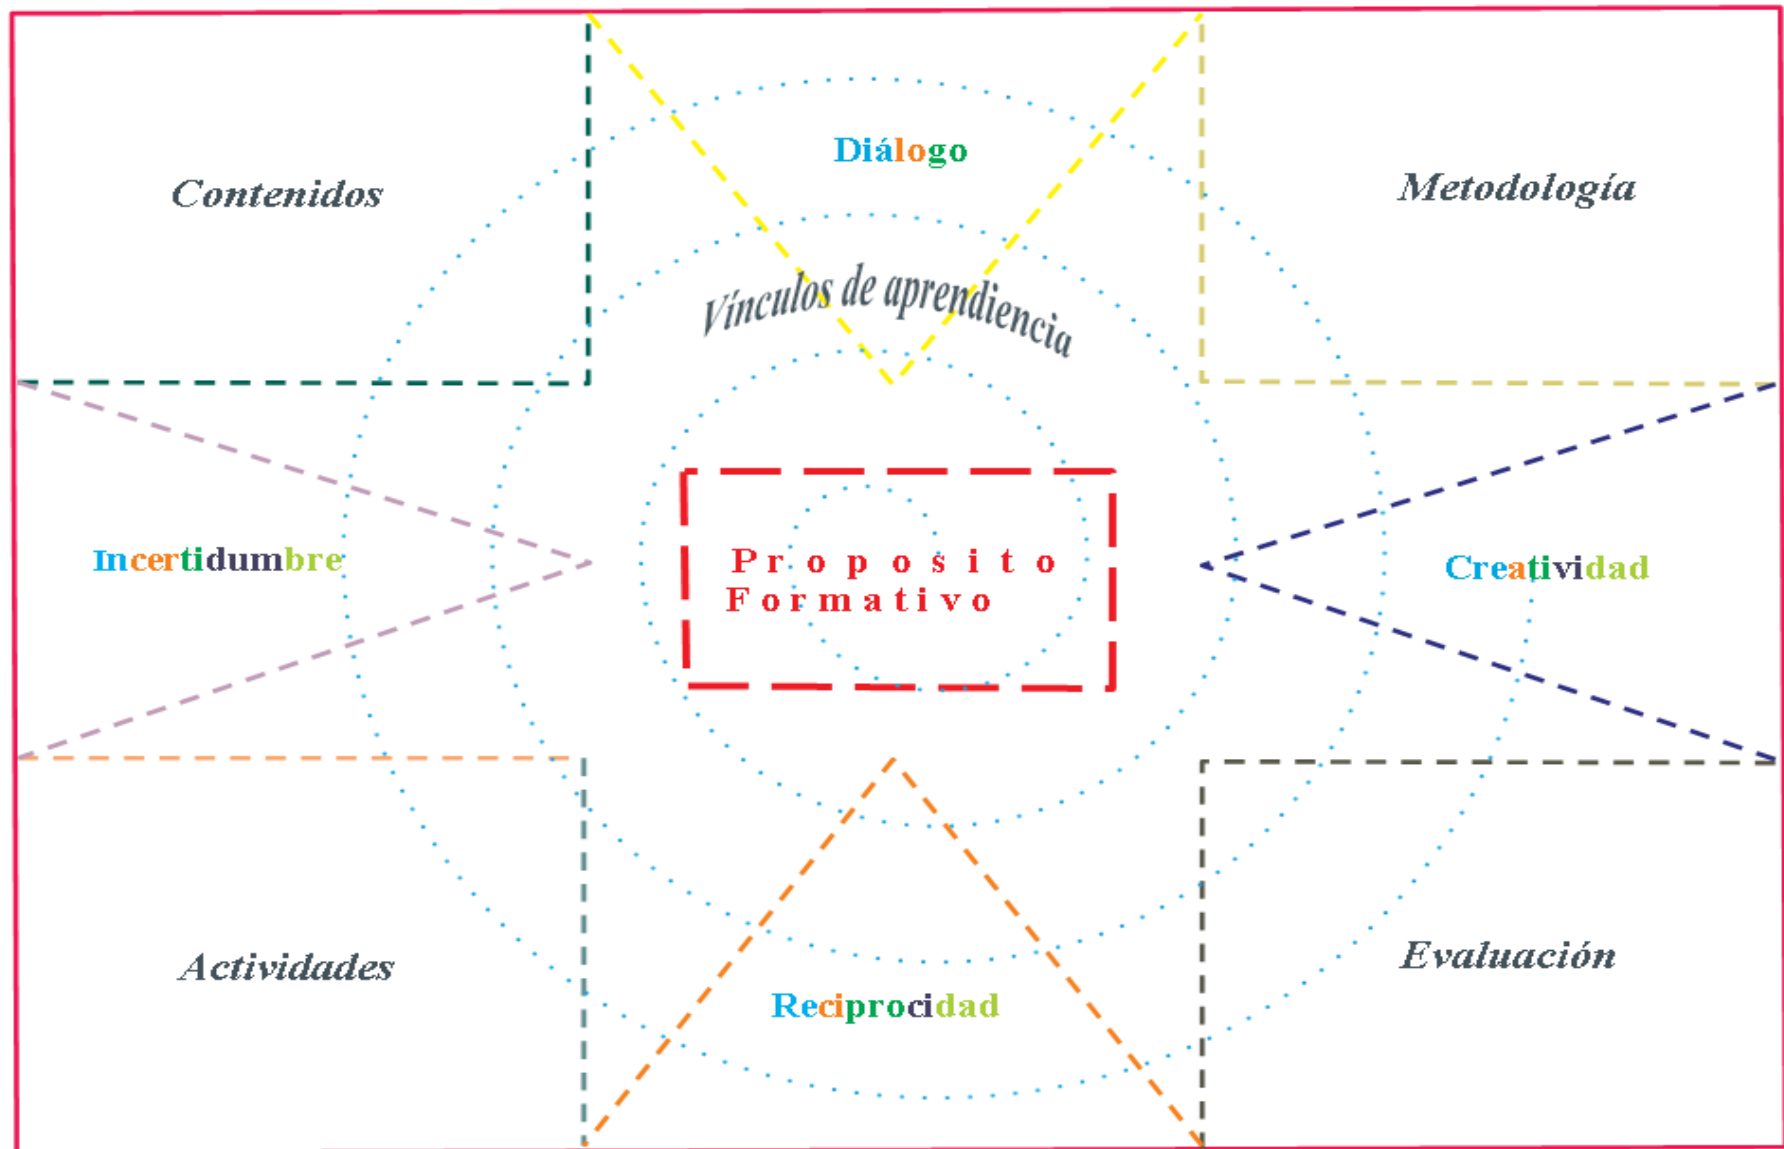 Diálogo
Contenidos
Metodología
Vínculos de aprendiencia
Incertidumbre
Proposito
Formativo
Creatividad
Actividades
Evaluación
Reciprocidad